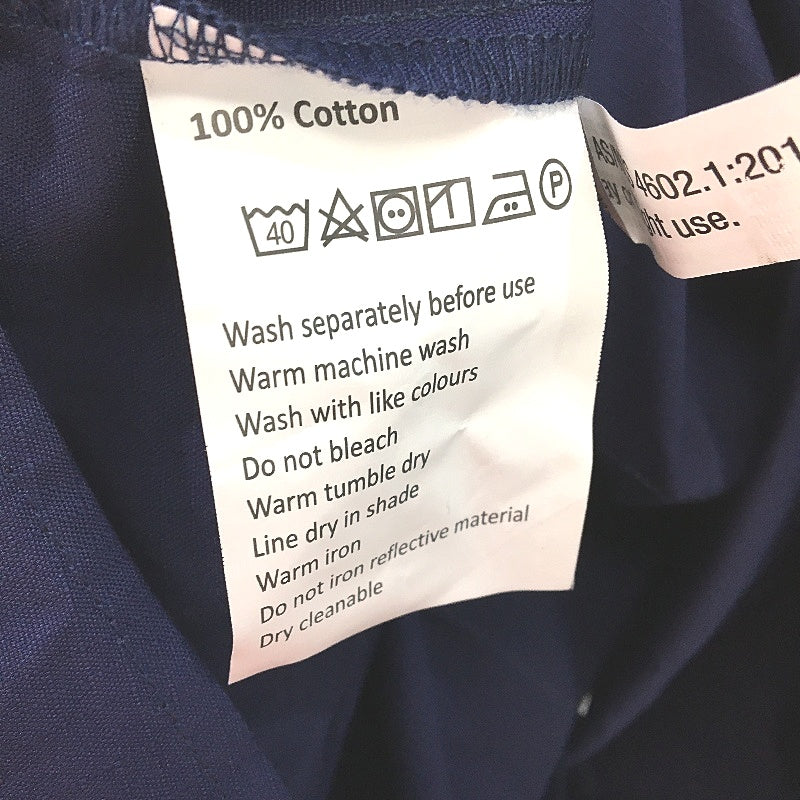 100% Cotton
40 P
Wash separately before use
Warm machine wash
Wash with like colours
Do not bleach
Warm tumble dry
Line dry in shade
Warm iron
Do not iron reflective material
Dry cleanable
4602.1:201
use.